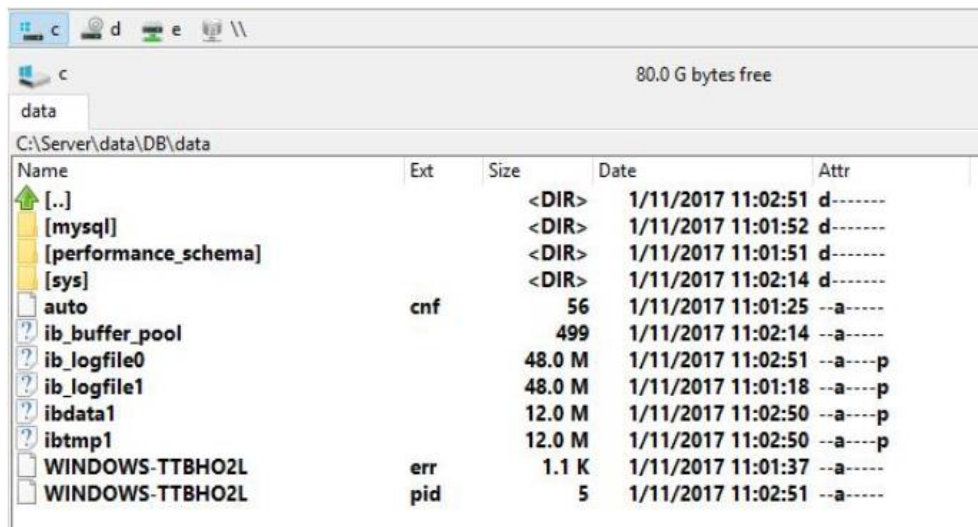 c d e \\
c 80.0 G bytes free
data
C:\Server\data\DB\data
Name Ext Size Date Attr
[..] <DIR> 1/11/2017 11:02:51 d-------
[mysql] <DIR> 1/11/2017 11:01:52 d-------
[performance_schema] <DIR> 1/11/2017 11:01:51 d-------
[sys] <DIR> 1/11/2017 11:02:14 d-------
auto cnf 56 1/11/2017 11:01:25 --a-----
ib_buffer_pool 499 1/11/2017 11:02:14 --a-----
ib_logfile0 48.0 M 1/11/2017 11:02:51 --a----p
ib_logfile1 48.0 M 1/11/2017 11:01:18 --a----p
ibdata1 12.0 M 1/11/2017 11:02:50 --a----p
ibtmp1 12.0 M 1/11/2017 11:02:50 --a----p
WINDOWS-TTBHO2L err 1.1 K 1/11/2017 11:01:37 --a-----
WINDOWS-TTBHO2L pid 5 1/11/2017 11:02:51 --a-----